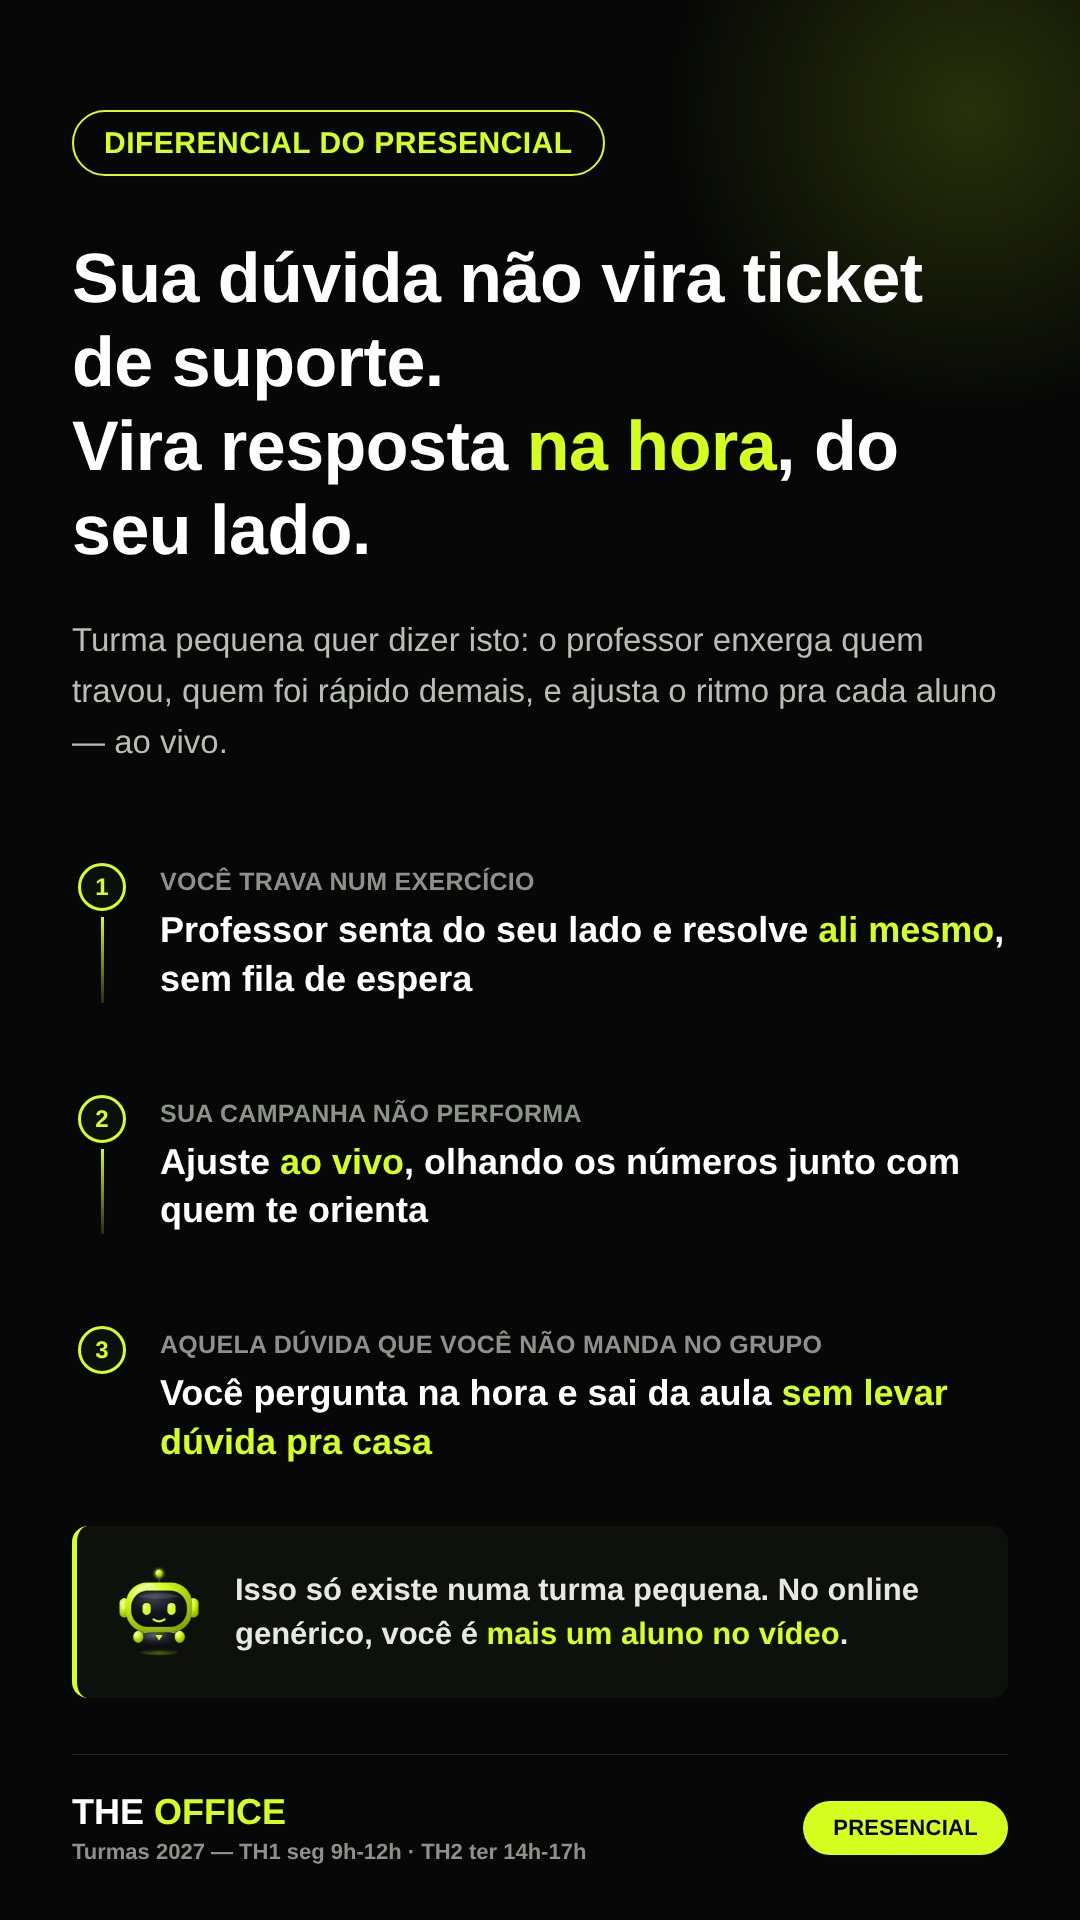 DIFERENCIAL DO PRESENCIAL
Sua dúvida não vira ticket
de suporte.
Vira resposta na hora, do
seu lado.
Turma pequena quer dizer isto: o professor enxerga quem
travou, quem foi rápido demais, e ajusta o ritmo pra cada aluno
— ao vivo.
1
VOCÊ TRAVA NUM EXERCÍCIO
Professor senta do seu lado e resolve ali mesmo,
sem fila de espera
2
SUA CAMPANHA NÃO PERFORMA
Ajuste ao vivo, olhando os números junto com
quem te orienta
3
AQUELA DÚVIDA QUE VOCÊ NÃO MANDA NO GRUPO
Você pergunta na hora e sai da aula sem levar
dúvida pra casa
Isso só existe numa turma pequena. No online
genérico, você é mais um aluno no vídeo.
THE OFFICE
Turmas 2027 — TH1 seg 9h-12h · TH2 ter 14h-17h
PRESENCIAL